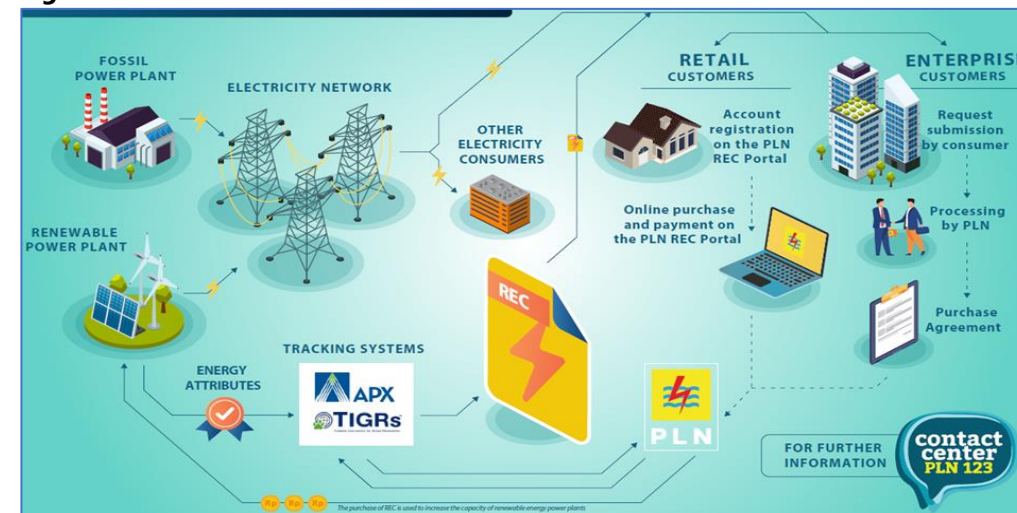 FOSSIL
POWER PLANT
ELECTRICITY NETWORK
OTHER
ELECTRICITY
CONSUMERS
RENEWABLE
POWER PLANT
RETAIL
CUSTOMERS
Account
registration
on the PLN
REC Portal
Online purchase
and payment on
the PLN REC Portal
ENTERPRIS
CUSTOMERS
Request
submission
by consumer
Processing
by PLN
Purchase
Agreement
ENERGY
ATTRIBUTES
TRACKING SYSTEMS
APX
TIGRs
REC
PLN
FOR FURTHER
INFORMATION
contact
center
PLN 123
Rp Rp Rp
The purchase of REC is used to increase the capacity of renewable energy power plants